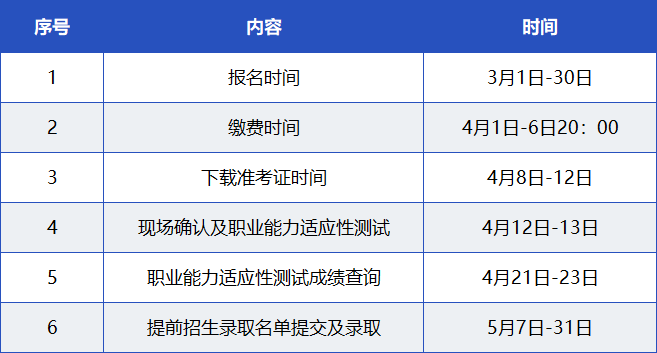 序号 内容 时间
1 报名时间 3月1日-30日
2 缴费时间 4月1日-6日20：00
3 下载准考证时间 4月8日-12日
4 现场确认及职业能力适应性测试 4月12日-13日
5 职业能力适应性测试成绩查询 4月21日-23日
6 提前招生录取名单提交及录取 5月7日-31日